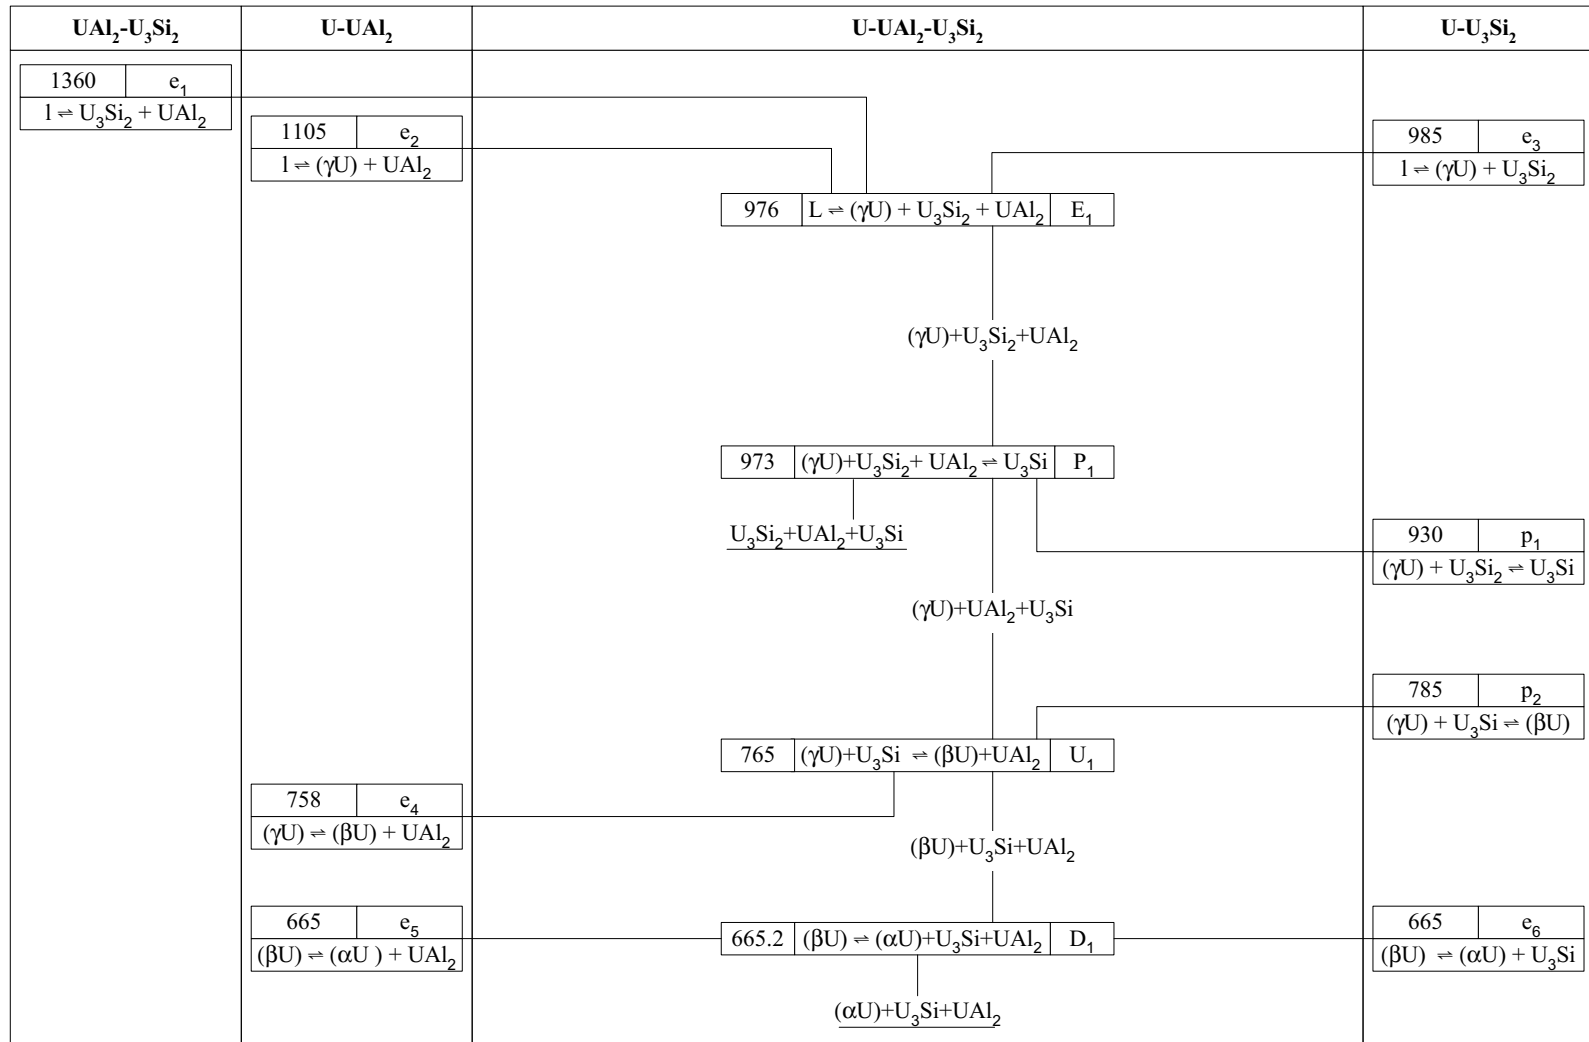 UAl₂-U₃Si₂
U-UAl₂
U-UAl₂-U₃Si₂
U-U₃Si₂
1360 e₁
l ⇌ U₃Si₂ + UAl₂
1105 e₂
l ⇌ (γU) + UAl₂
985 e₃
l ⇌ (γU) + U₃Si₂
976 L ⇌ (γU) + U₃Si₂ + UAl₂ E₁
(γU)+U₃Si₂+UAl₂
973 (γU)+U₃Si₂+ UAl₂ ⇌ U₃Si P₁
U₃Si₂+UAl₂+U₃Si
930 p₁
(γU) + U₃Si₂ ⇌ U₃Si
(γU)+UAl₂+U₃Si
785 p₂
(γU) + U₃Si ⇌ (βU)
765 (γU)+U₃Si ⇌ (βU)+UAl₂ U₁
758 e₄
(γU) ⇌ (βU) + UAl₂
(βU)+U₃Si+UAl₂
665 e₅
(βU) ⇌ (αU ) + UAl₂
665.2 (βU) ⇌ (αU)+U₃Si+UAl₂ D₁
665 e₆
(βU) ⇌ (αU) + U₃Si
(αU)+U₃Si+UAl₂